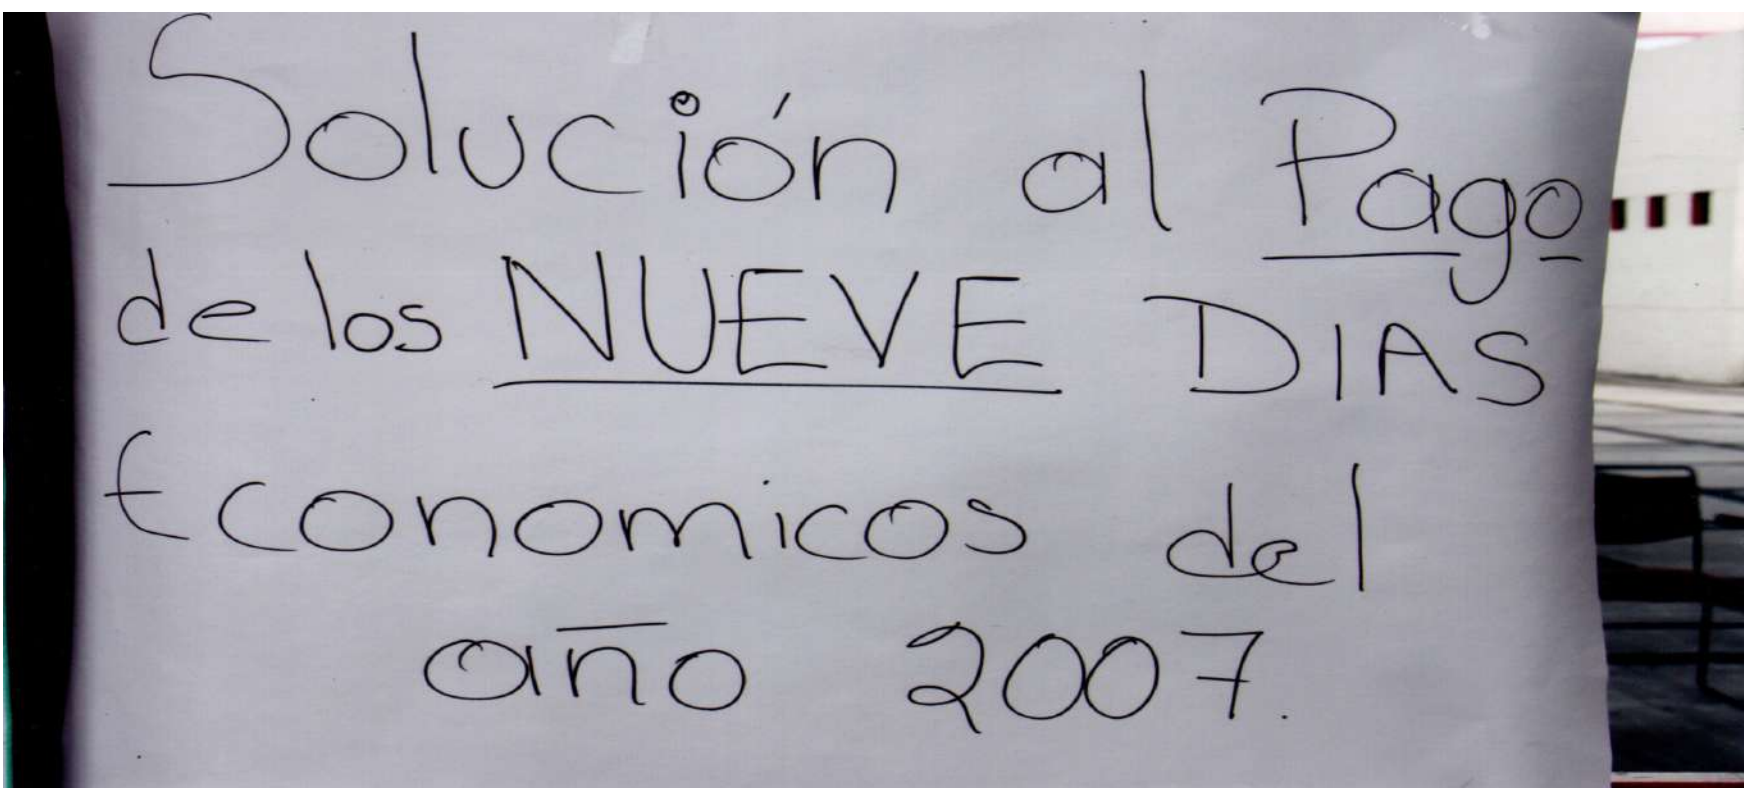 Solución al Pago
de los NUEVE DIAS
Economicos del
año 2007.